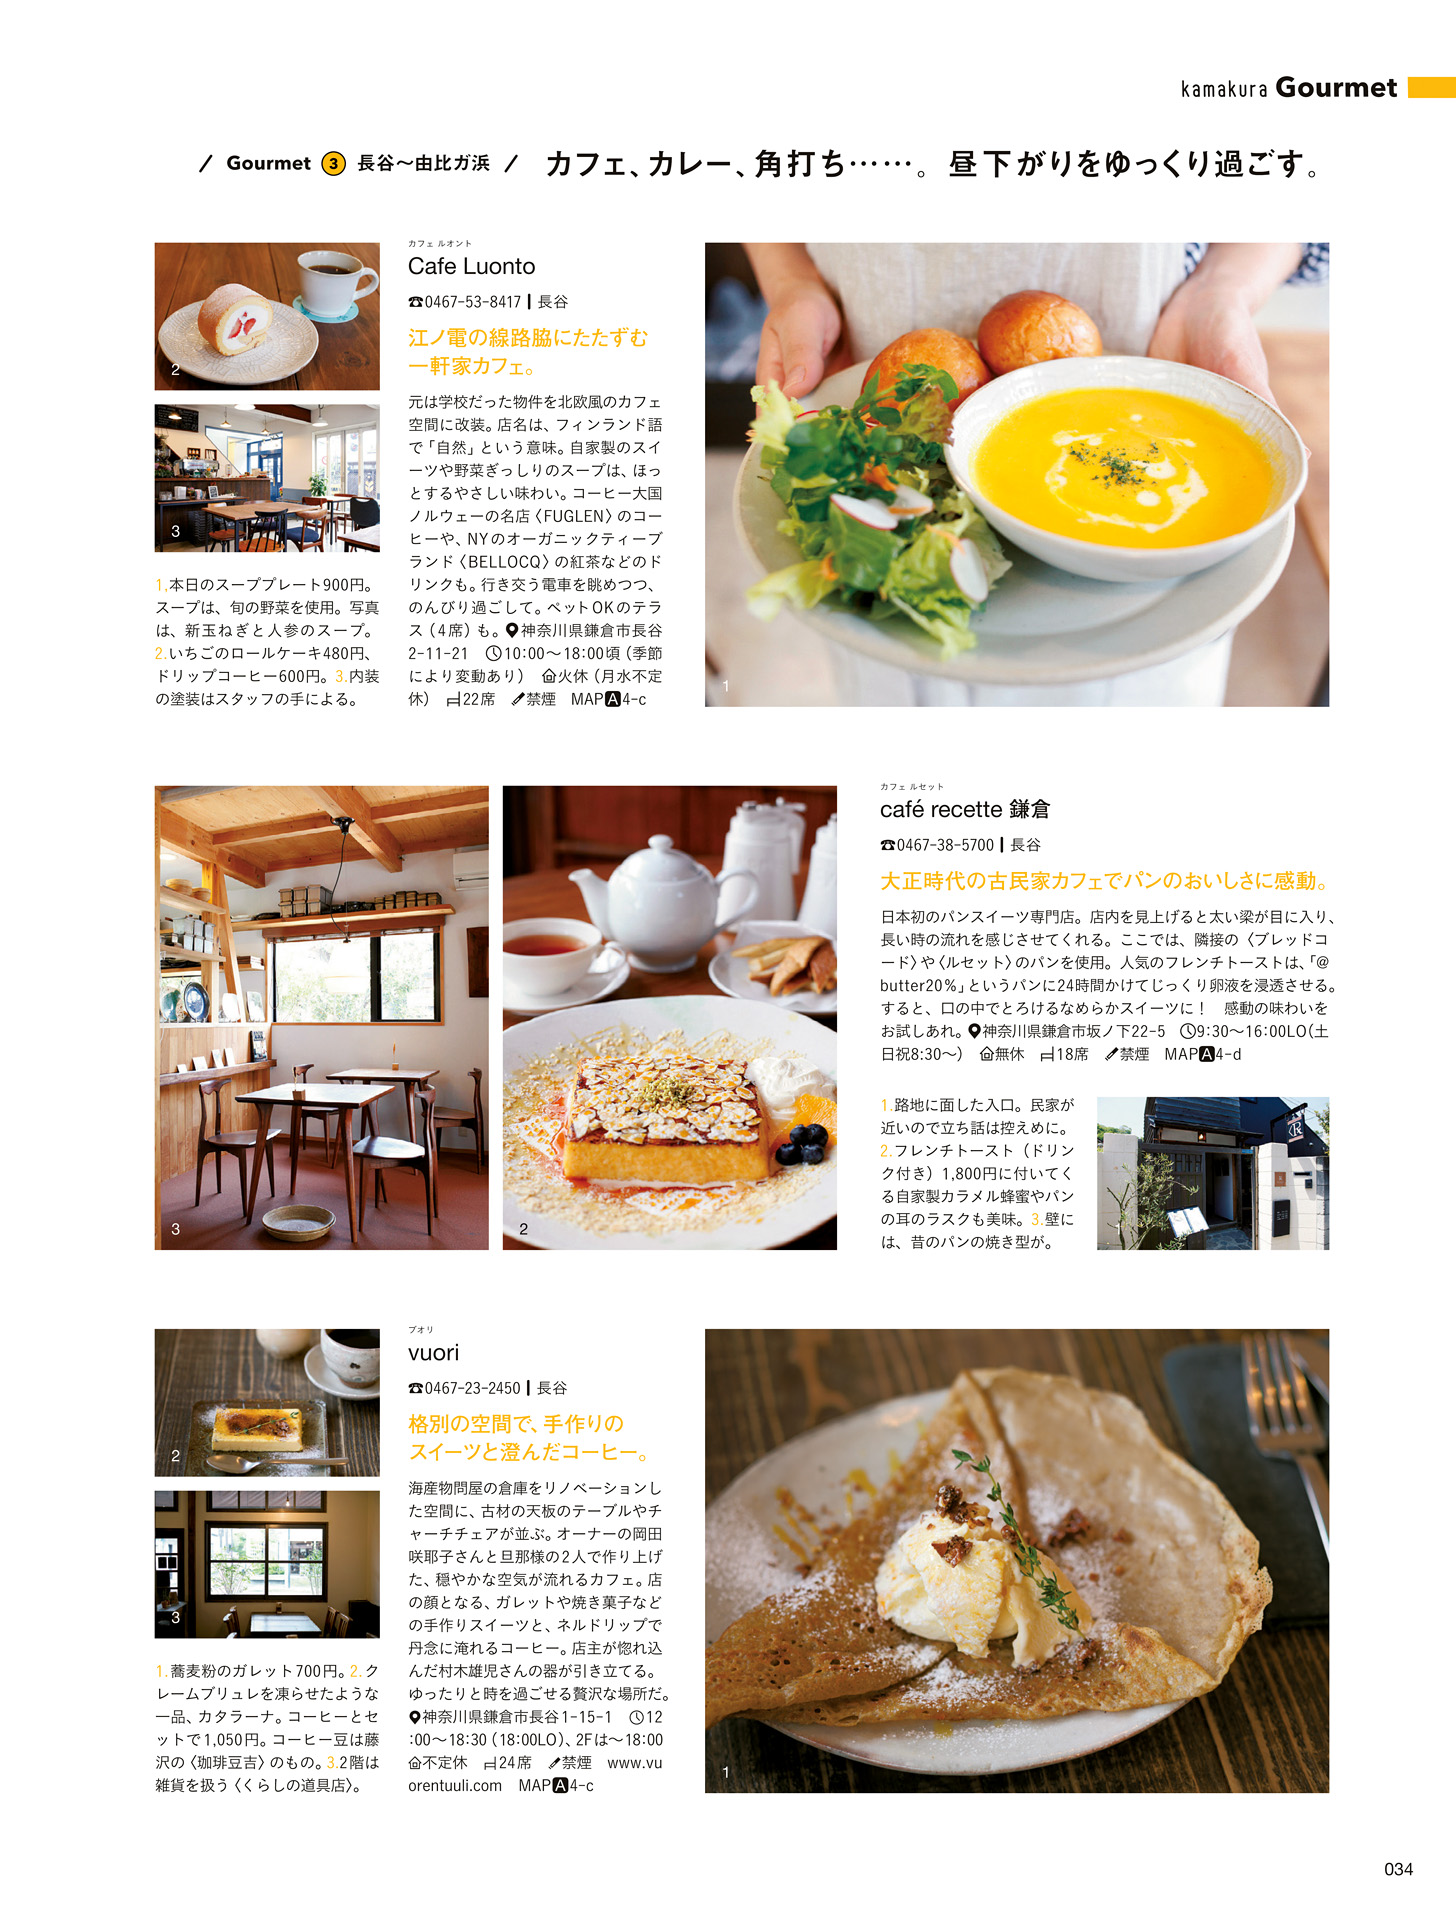 kamakura Gourmet
/ Gourmet 3 長谷〜由比ガ浜 / カフェ、カレー、角打ち……。昼下がりをゆっくり過ごす。
2
3
1.本日のスーププレート900円。
スープは、旬の野菜を使用。写真
は、新玉ねぎと人参のスープ。
2.いちごのロールケーキ480円、
ドリップコーヒー600円。3.内装
の塗装はスタッフの手による。
カフェ ルオント
Cafe Luonto
☎0467-53-8417 | 長谷
江ノ電の線路脇にたたずむ
一軒家カフェ。
元は学校だった物件を北欧風のカフェ
空間に改装。店名は、フィンランド語
で「自然」という意味。自家製のスイ
ーツや野菜ぎっしりのスープは、ほっ
とするやさしい味わい。コーヒー大国
ノルウェーの名店〈FUGLEN〉のコー
ヒーや、NYのオーガニックティーブ
ランド〈BELLOCQ〉の紅茶などのド
リンクも。行き交う電車を眺めつつ、
のんびり過ごして。ペットOKのテラ
ス（4席）も。神奈川県鎌倉市長谷
2-11-21　10:00〜18:00頃（季節
により変動あり）　火休（月水不定
休）　22席　禁煙　MAP A 4-c
1
3
2
カフェ ルセット
café recette 鎌倉
☎0467-38-5700 | 長谷
大正時代の古民家カフェでパンのおいしさに感動。
日本初のパンスイーツ専門店。店内を見上げると太い梁が目に入り、
長い時の流れを感じさせてくれる。ここでは、隣接の〈ブレッドコ
ード〉や〈ルセット〉のパンを使用。人気のフレンチトーストは、「@
butter20%」というパンに24時間かけてじっくり卵液を浸透させる。
すると、口の中でとろけるなめらかスイーツに！　感動の味わいを
お試しあれ。神奈川県鎌倉市坂ノ下22-5　9:30〜16:00LO（土
日祝8:30〜）　無休　18席　禁煙　MAP A 4-d
1.路地に面した入口。民家が
近いので立ち話は控えめに。
2.フレンチトースト（ドリン
ク付き）1,800円に付いてく
る自家製カラメル蜂蜜やパン
の耳のラスクも美味。3.壁に
は、昔のパンの焼き型が。
2
3
1.蕎麦粉のガレット700円。2.ク
レームブリュレを凍らせたような
一品、カタラーナ。コーヒーとセ
ットで1,050円。コーヒー豆は藤
沢の〈珈琲豆吉〉のもの。3.2階は
雑貨を扱う〈くらしの道具店〉。
ブオリ
vuori
☎0467-23-2450 | 長谷
格別の空間で、手作りの
スイーツと澄んだコーヒー。
海産物問屋の倉庫をリノベーションし
た空間に、古材の天板のテーブルやチ
ャーチチェアが並ぶ。オーナーの岡田
咲耶子さんと旦那様の2人で作り上げ
た、穏やかな空気が流れるカフェ。店
の顔となる、ガレットや焼き菓子など
の手作りスイーツと、ネルドリップで
丹念に淹れるコーヒー。店主が惚れ込
んだ村木雄児さんの器が引き立てる。
ゆったりと時を過ごせる贅沢な場所だ。
神奈川県鎌倉市長谷1-15-1　12
:00〜18:30（18:00LO）、2Fは〜18:00
不定休　24席　禁煙　www.vu
orentuuli.com　MAP A 4-c
1
034